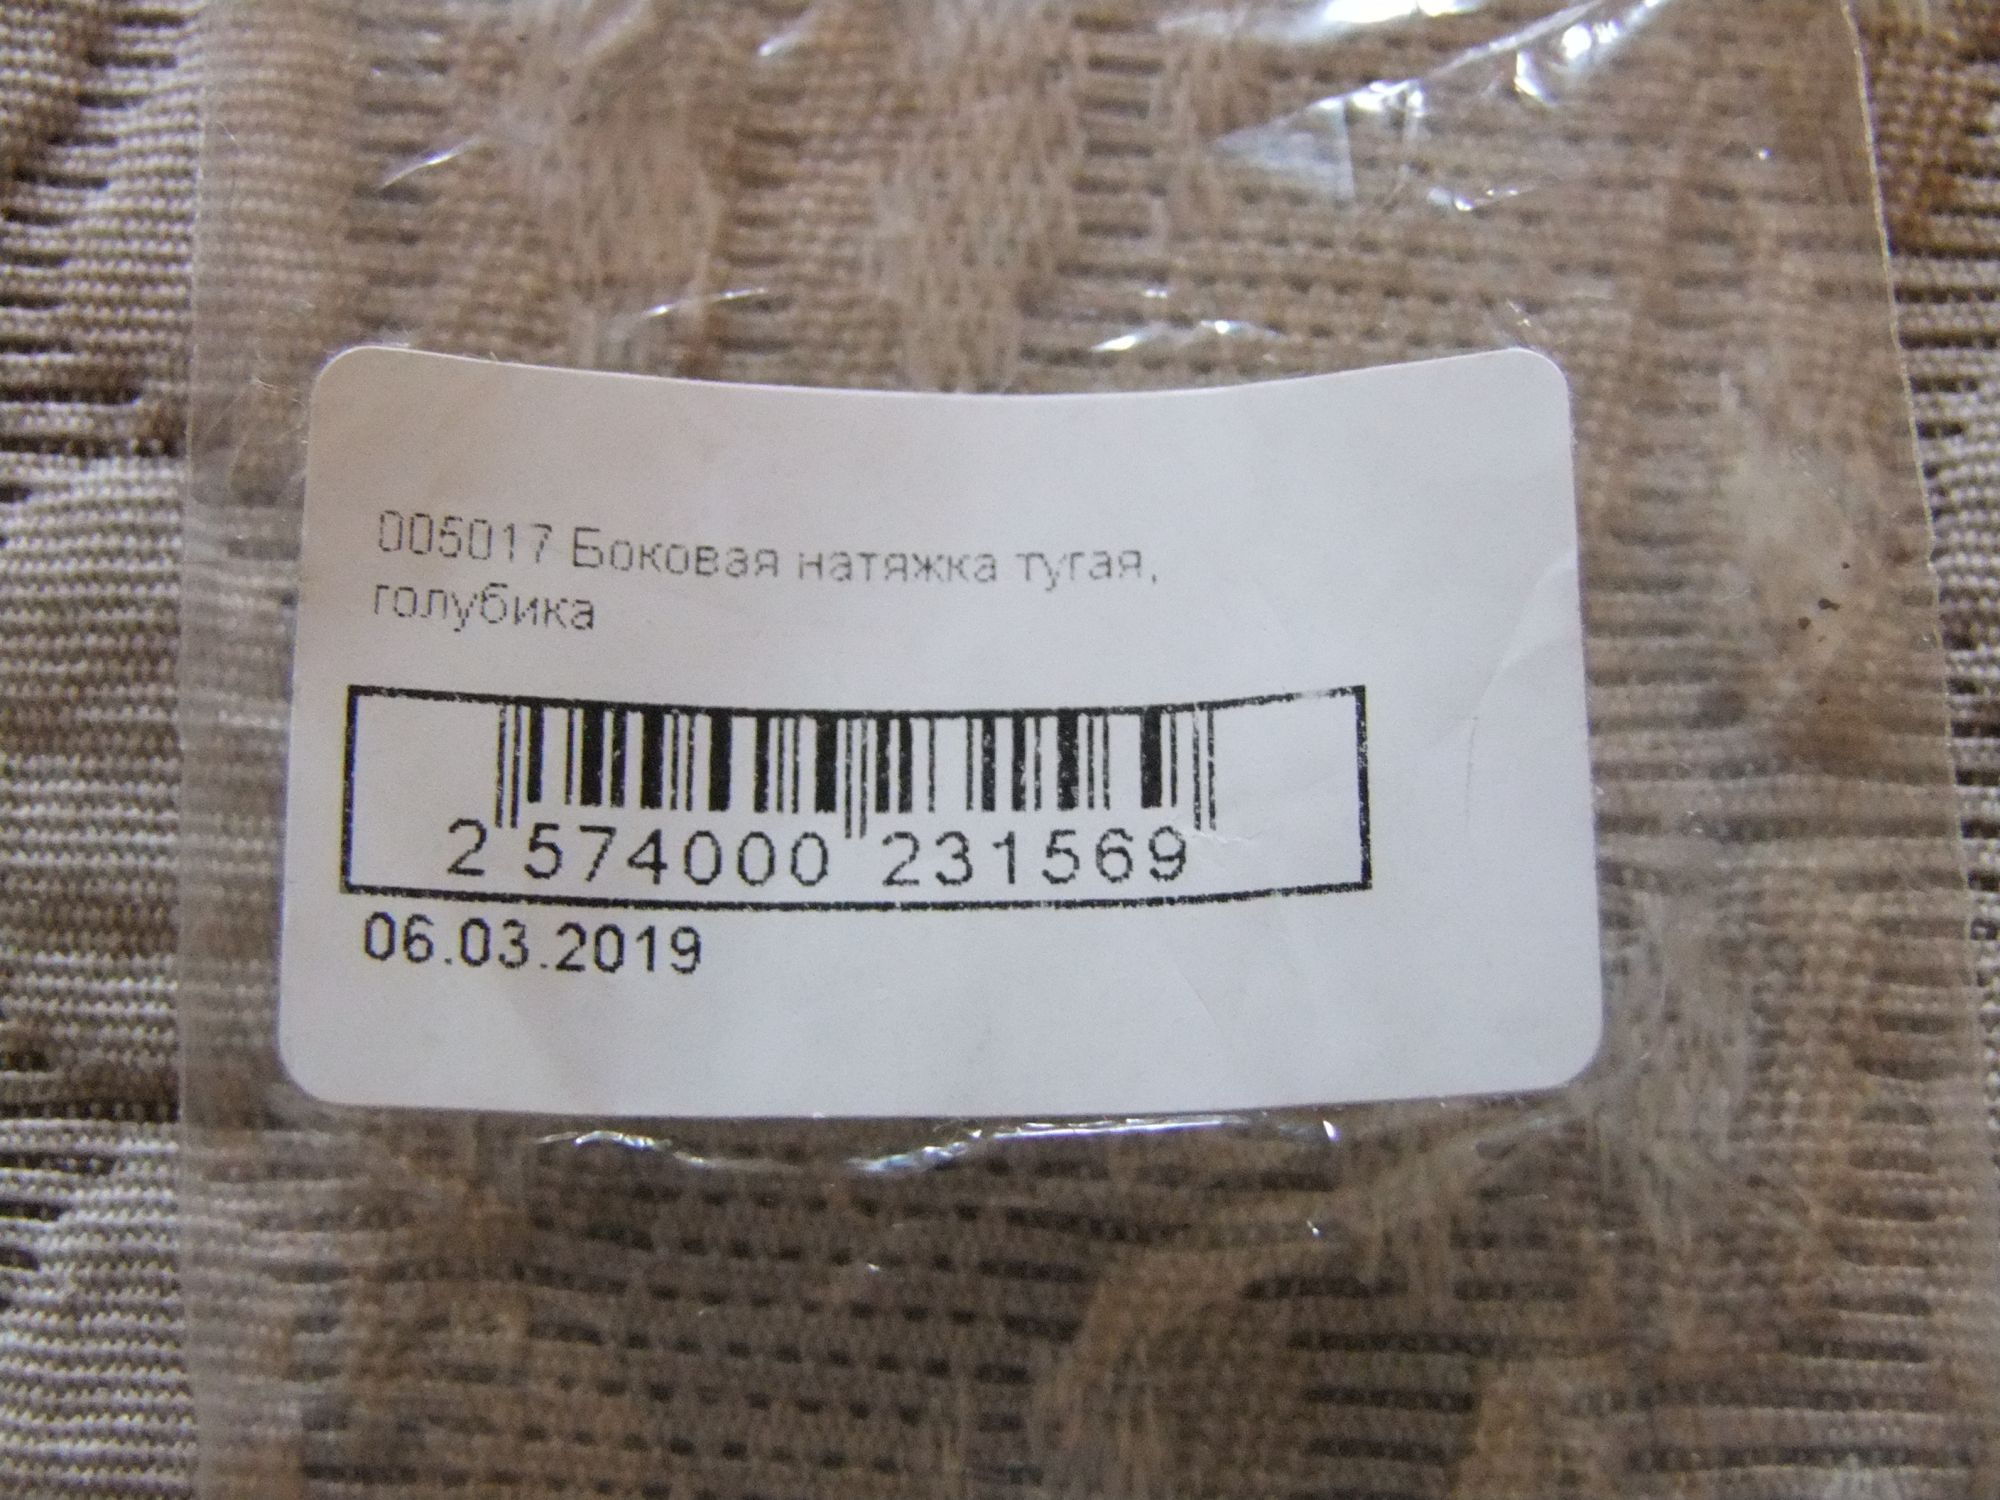 005017 Боковая натяжка тугая,
голубика
2 574000 231569
06.03.2019